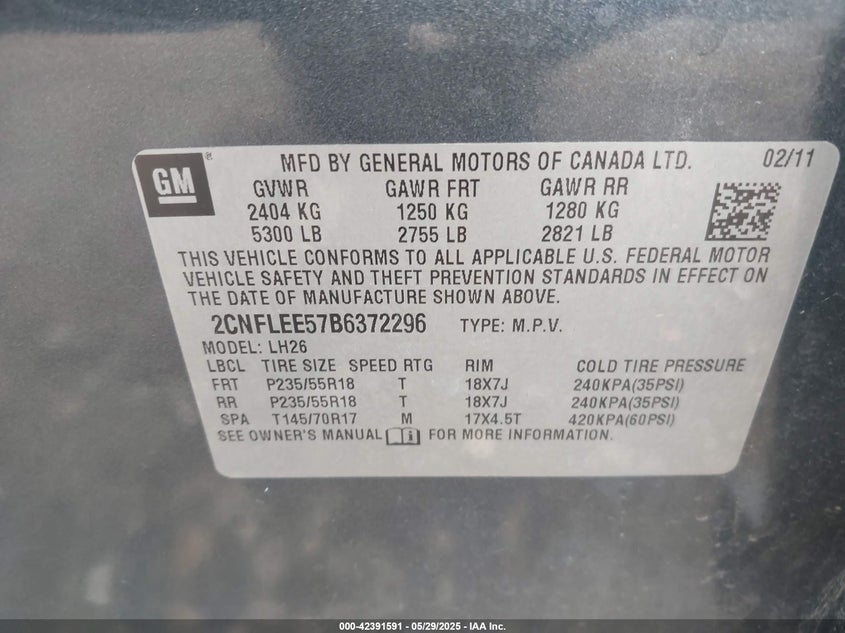 GM® MFD BY GENERAL MOTORS OF CANADA LTD. 02/11
GVWR GAWR FRT GAWR RR
2404 KG 1250 KG 1280 KG
5300 LB 2755 LB 2821 LB
THIS VEHICLE CONFORMS TO ALL APPLICABLE U.S. FEDERAL MOTOR
VEHICLE SAFETY AND THEFT PREVENTION STANDARDS IN EFFECT ON
THE DATE OF MANUFACTURE SHOWN ABOVE.
2CNFLEE57B6372296 TYPE: M.P.V.
MODEL: LH26
LBCL TIRE SIZE SPEED RTG RIM COLD TIRE PRESSURE
FRT P235/55R18 T 18X7J 240KPA(35PSI)
RR P235/55R18 T 18X7J 240KPA(35PSI)
SPA T145/70R17 M 17X4.5T 420KPA(60PSI)
SEE OWNER'S MANUAL FOR MORE INFORMATION.
000-42391591 - 05/29/2025 - IAA Inc.